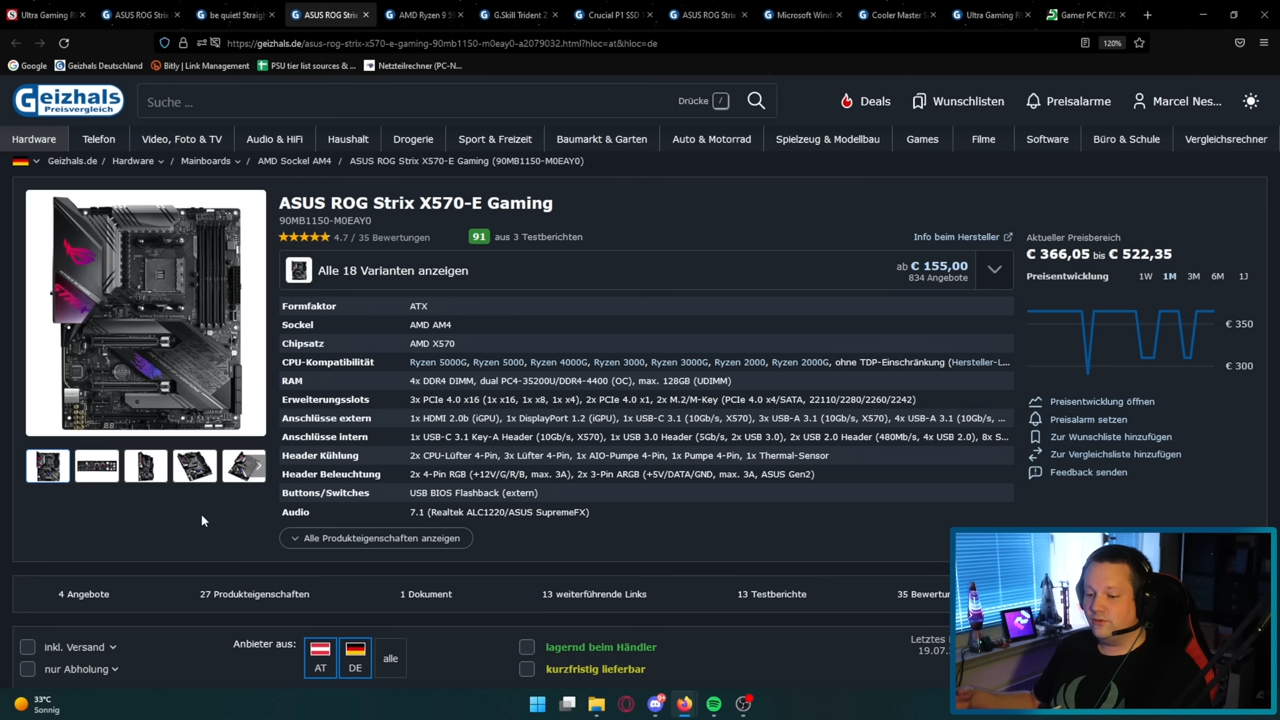 Ultra Gaming R
ASUS ROG Stri
be quiet! Straigh
ASUS ROG Stri
AMD Ryzen 9 5
G.Skill Trident Z
Crucial P1 SSD
ASUS ROG Stri
Microsoft Wind
Cooler Master S
Ultra Gaming R
Gamer PC RYZE
https://geizhals.de/asus-rog-strix-x570-e-gaming-90mb1150-m0eay0-a2079032.html?hloc=at&hloc=de
120%
Google
Geizhals Deutschland
Bitly | Link Management
PSU tier list sources & ...
Netzteilrechner (PC-N...
Geizhals
Preisvergleich
Suche ...
Drücke /
Deals
Wunschlisten
Preisalarme
Marcel Nes...
Hardware
Telefon
Video, Foto & TV
Audio & HiFi
Haushalt
Drogerie
Sport & Freizeit
Baumarkt & Garten
Auto & Motorrad
Spielzeug & Modellbau
Games
Filme
Software
Büro & Schule
Vergleichsrechner
Geizhals.de / Hardware / Mainboards / AMD Sockel AM4 / ASUS ROG Strix X570-E Gaming (90MB1150-M0EAY0)
ASUS ROG Strix X570-E Gaming
90MB1150-M0EAY0
4.7 / 35 Bewertungen
91 aus 3 Testberichten
Info beim Hersteller
Alle 18 Varianten anzeigen
ab € 155,00
834 Angebote
Formfaktor ATX
Sockel AMD AM4
Chipsatz AMD X570
CPU-Kompatibilität Ryzen 5000G, Ryzen 5000, Ryzen 4000G, Ryzen 3000, Ryzen 3000G, Ryzen 2000, Ryzen 2000G, ohne TDP-Einschränkung (Hersteller-L...
RAM 4x DDR4 DIMM, dual PC4-35200U/DDR4-4400 (OC), max. 128GB (UDIMM)
Erweiterungsslots 3x PCIe 4.0 x16 (1x x16, 1x x8, 1x x4), 2x PCIe 4.0 x1, 2x M.2/M-Key (PCIe 4.0 x4/SATA, 22110/2280/2260/2242)
Anschlüsse extern 1x HDMI 2.0b (iGPU), 1x DisplayPort 1.2 (iGPU), 1x USB-C 3.1 (10Gb/s, X570), 3x USB-A 3.1 (10Gb/s, X570), 4x USB-A 3.1 (10Gb/s, ...
Anschlüsse intern 1x USB-C 3.1 Key-A Header (10Gb/s, X570), 1x USB 3.0 Header (5Gb/s, 2x USB 3.0), 2x USB 2.0 Header (480Mb/s, 4x USB 2.0), 8x S...
Header Kühlung 2x CPU-Lüfter 4-Pin, 3x Lüfter 4-Pin, 1x AIO-Pumpe 4-Pin, 1x Pumpe 4-Pin, 1x Thermal-Sensor
Header Beleuchtung 2x 4-Pin RGB (+12V/G/R/B, max. 3A), 2x 3-Pin ARGB (+5V/DATA/GND, max. 3A, ASUS Gen2)
Buttons/Switches USB BIOS Flashback (extern)
Audio 7.1 (Realtek ALC1220/ASUS SupremeFX)
Alle Produkteigenschaften anzeigen
Aktueller Preisbereich
€ 366,05 bis € 522,35
Preisentwicklung 1W 1M 3M 6M 1J
€ 350
€ 300
Preisentwicklung öffnen
Preisalarm setzen
Zur Wunschliste hinzufügen
Zur Vergleichsliste hinzufügen
Feedback senden
4 Angebote
27 Produkteigenschaften
1 Dokument
13 weiterführende Links
13 Testberichte
35 Bewertun
inkl. Versand
nur Abholung
Anbieter aus:
AT
DE
alle
lagernd beim Händler
kurzfristig lieferbar
Letztes
19.07.
33°C
Sonnig